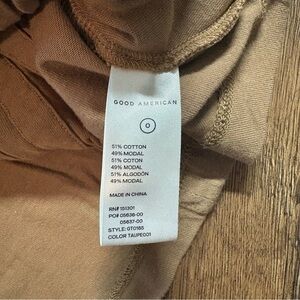 GOOD AMERICAN
0
51% COTTON
49% MODAL
51% COTON
49% MODAL
51% ALGODÓN
49% MODAL
MADE IN CHINA
RN# 151301
PO# 05636-00
05637-00
STYLE: GT0165
COLOR TAUPE001